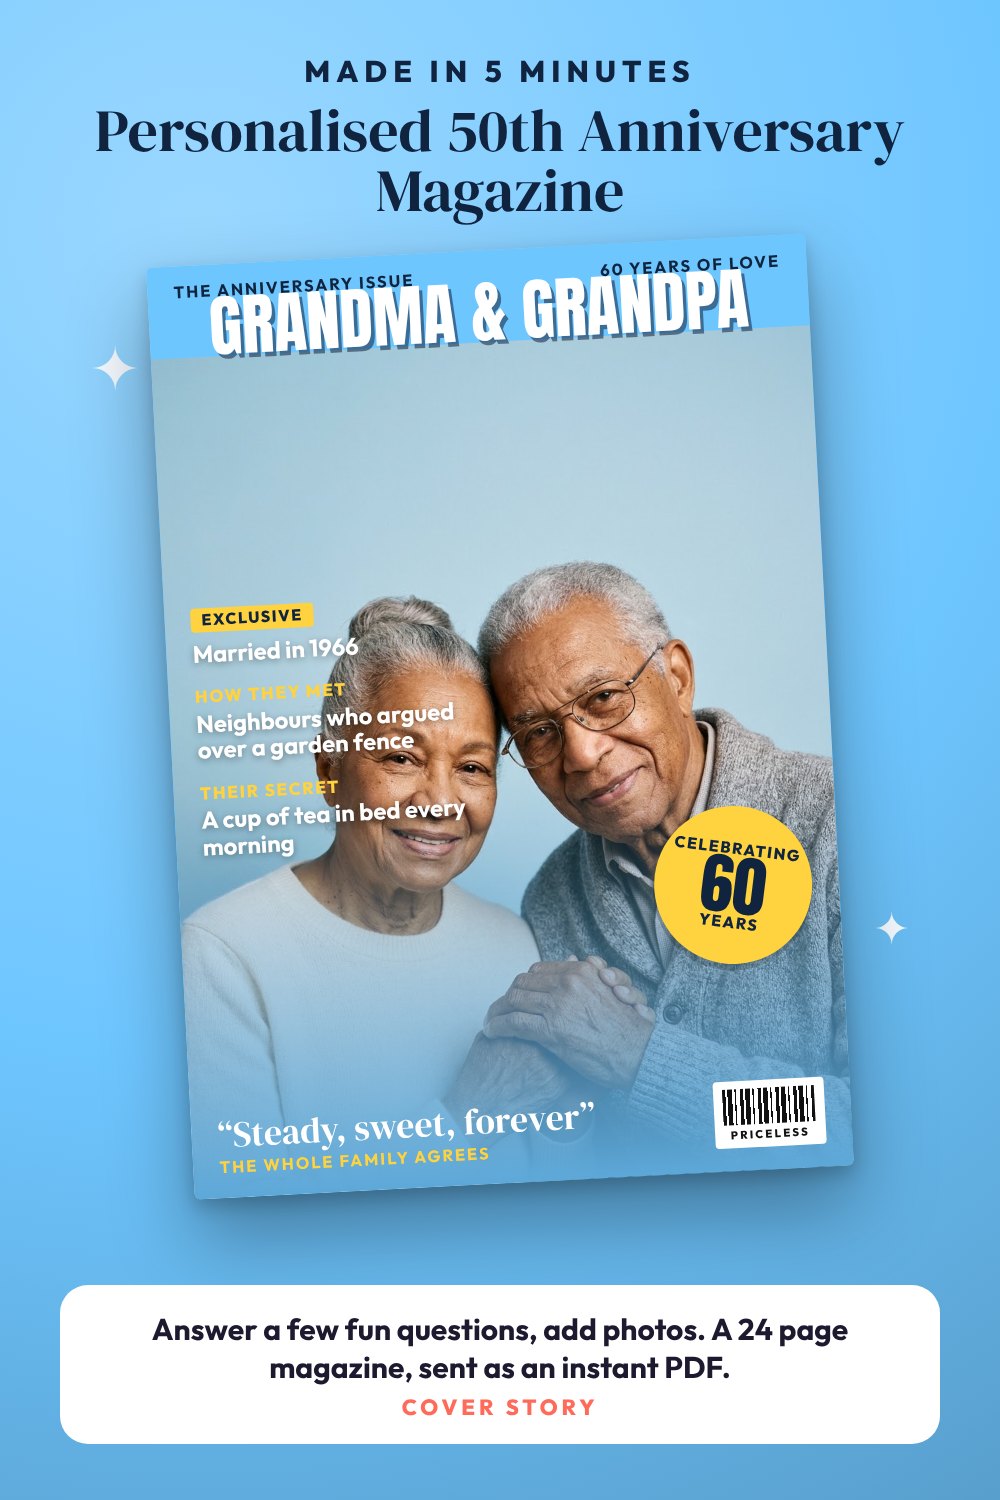 MADE IN 5 MINUTES
Personalised 50th Anniversary
Magazine
THE ANNIVERSARY ISSUE
60 YEARS OF LOVE
GRANDMA & GRANDPA
EXCLUSIVE
Married in 1966
HOW THEY MET
Neighbours who argued
over a garden fence
THEIR SECRET
A cup of tea in bed every
morning
CELEBRATING
60
YEARS
“Steady, sweet, forever”
THE WHOLE FAMILY AGREES
PRICELESS
Answer a few fun questions, add photos. A 24 page
magazine, sent as an instant PDF.
COVER STORY